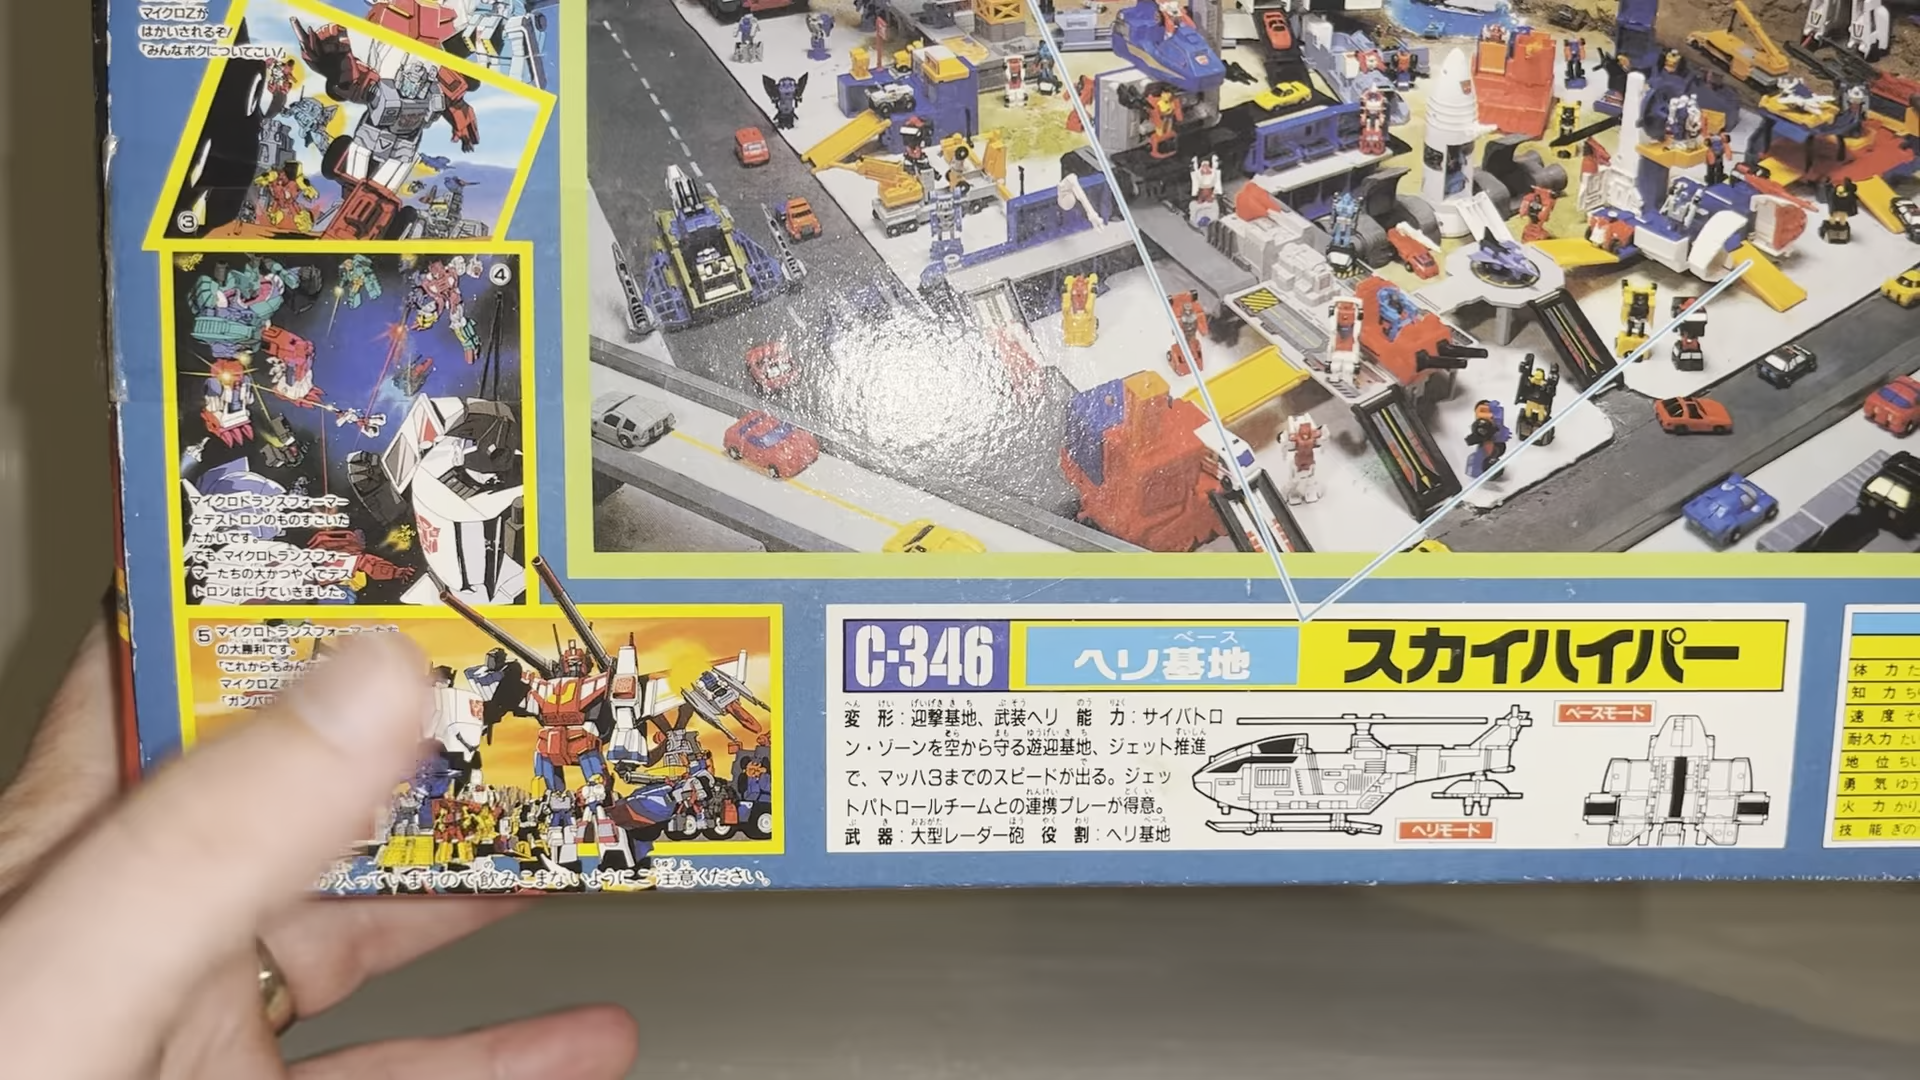 マイクロZが
はかいされるぞ!
「みんなボクについてこい!」
③
④
マイクロトランスフォーマー
とデストロンのものすごいた
たかいです。
でも、マイクロトランスフォー
マーたちの大かつやくでデス
トロンはにげていきました。
⑤ マイクロトランスフォーマーたち
の大勝利です。
「これからもみんな
マイクロZを
「ガンバロ
が入っていますので飲みこまないようにご注意ください。
C-346 ヘリ基地 スカイハイパー
変形:迎撃基地、武装ヘリ 能力:サイバトロ
ン・ゾーンを空から守る遊迎基地、ジェット推進
で、マッハ3までのスピードが出る。ジェッ
トパトロールチームとの連携プレーが得意。
武器:大型レーダー砲 役割:ヘリ基地
ベースモード
ヘリモード
体力
知力
速度
耐久力
地位
勇気
火力
技能